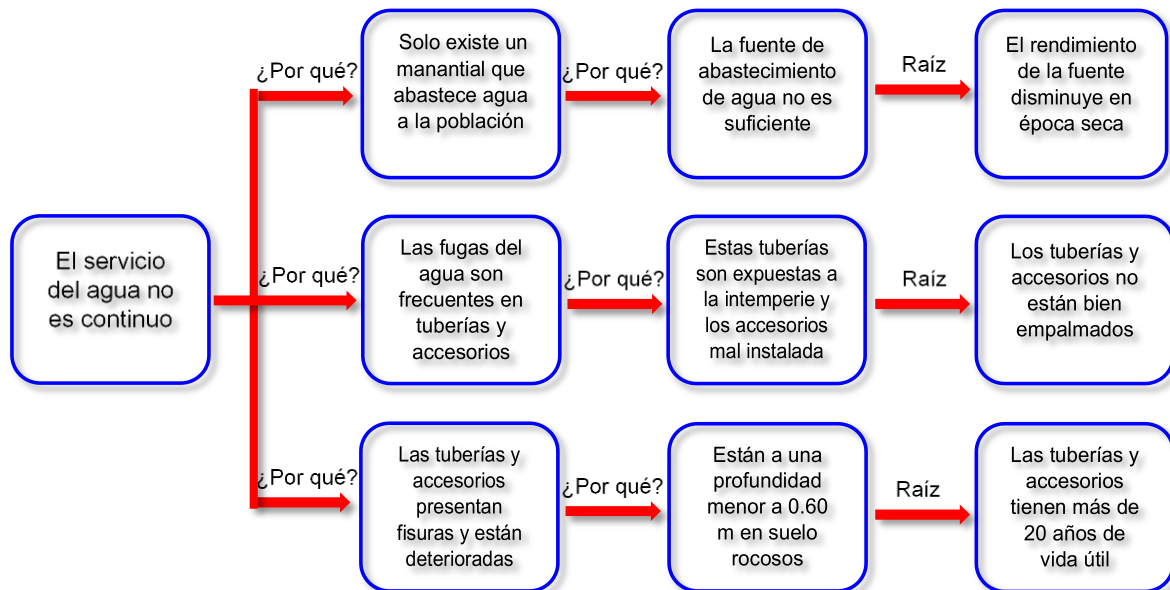 El servicio
del agua no
es continuo
¿Por qué?
Solo existe un
manantial que
abastece agua
a la población
¿Por qué?
La fuente de
abastecimiento
de agua no es
suficiente
Raíz
El rendimiento
de la fuente
disminuye en
época seca
¿Por qué?
Las fugas del
agua son
frecuentes en
tuberías y
accesorios
¿Por qué?
Estas tuberías
son expuestas a
la intemperie y
los accesorios
mal instalada
Raíz
Los tuberías y
accesorios no
están bien
empalmados
¿Por qué?
Las tuberías y
accesorios
presentan
fisuras y están
deterioradas
¿Por qué?
Están a una
profundidad
menor a 0.60
m en suelo
rocosos
Raíz
Las tuberías y
accesorios
tienen más de
20 años de
vida útil